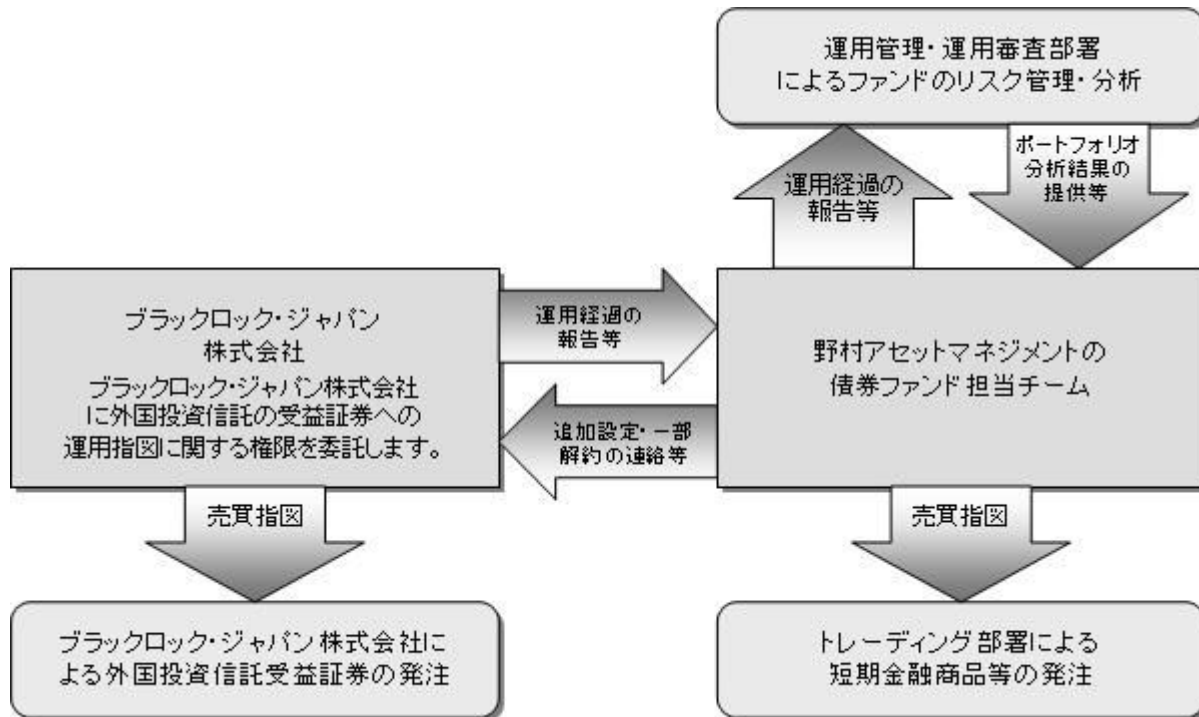 運用管理・運用審査部署
によるファンドのリスク管理・分析
運用経過の
報告等
ポートフォリオ
分析結果の
提供等
ブラックロック・ジャパン
株式会社
ブラックロック・ジャパン株式会社
に外国投資信託の受益証券への
運用指図に関する権限を委託します。
運用経過の
報告等
追加設定・一部
解約の連絡等
野村アセットマネジメントの
債券ファンド担当チーム
売買指図
売買指図
ブラックロック・ジャパン株式会社に
よる外国投資信託受益証券の発注
トレーディング部署による
短期金融商品等の発注